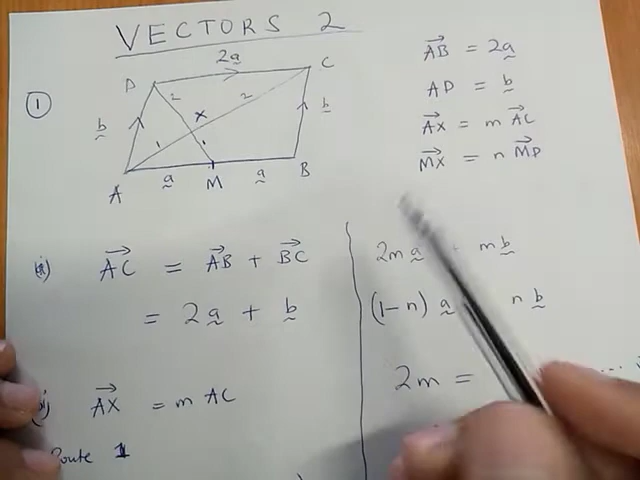 VECTORS 2
2a
D
C
2
2
X
b
b
1
1
A
a
M
a
B
AB = 2a
AD = b
AX = m AC
MX = n MD
1
AC = AB + BC
= 2a + b
AX = m AC
Route 1
2m a + m b
(1-n) a n b
2m =